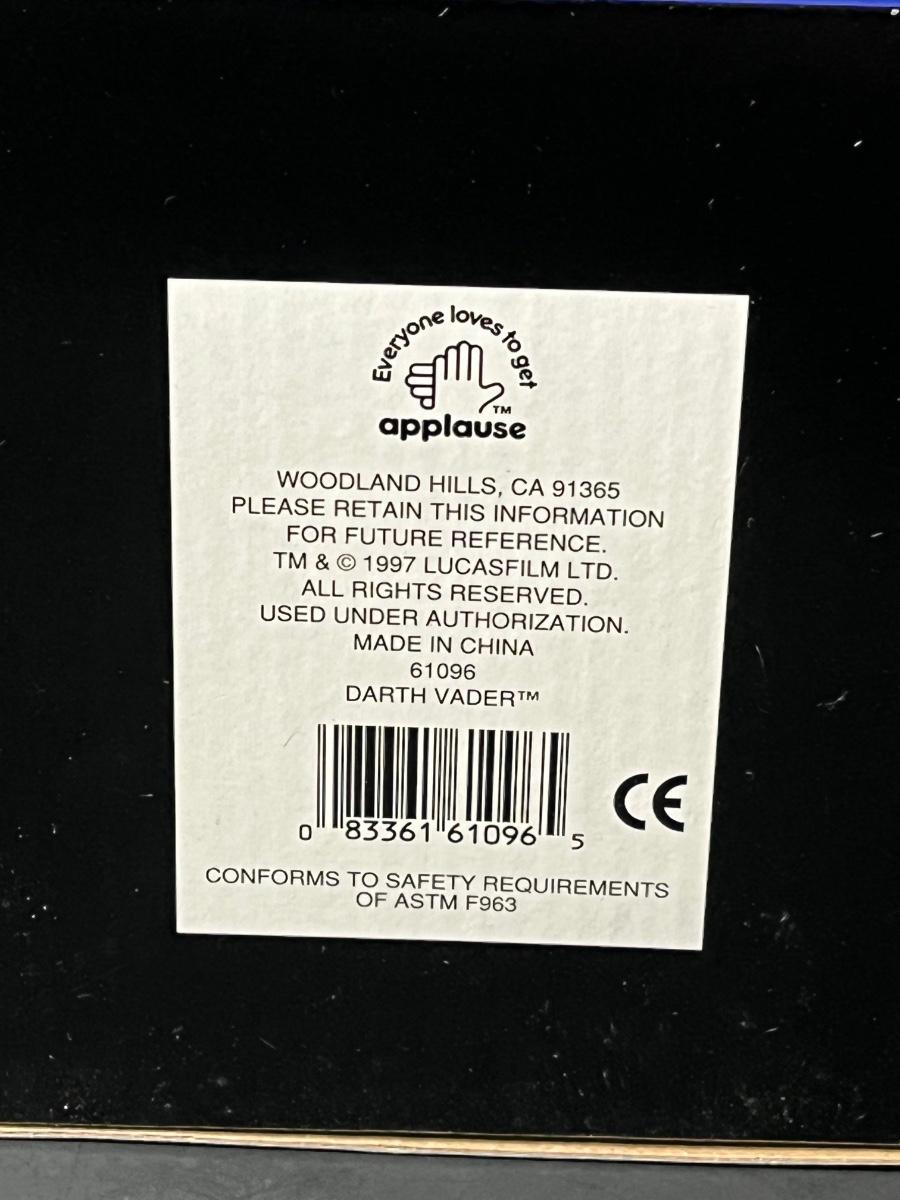 Everyone loves to get
TM
applause
WOODLAND HILLS, CA 91365
PLEASE RETAIN THIS INFORMATION
FOR FUTURE REFERENCE.
TM & © 1997 LUCASFILM LTD.
ALL RIGHTS RESERVED.
USED UNDER AUTHORIZATION.
MADE IN CHINA
61096
DARTH VADER™
0 83361 61096 5
CE
CONFORMS TO SAFETY REQUIREMENTS
OF ASTM F963